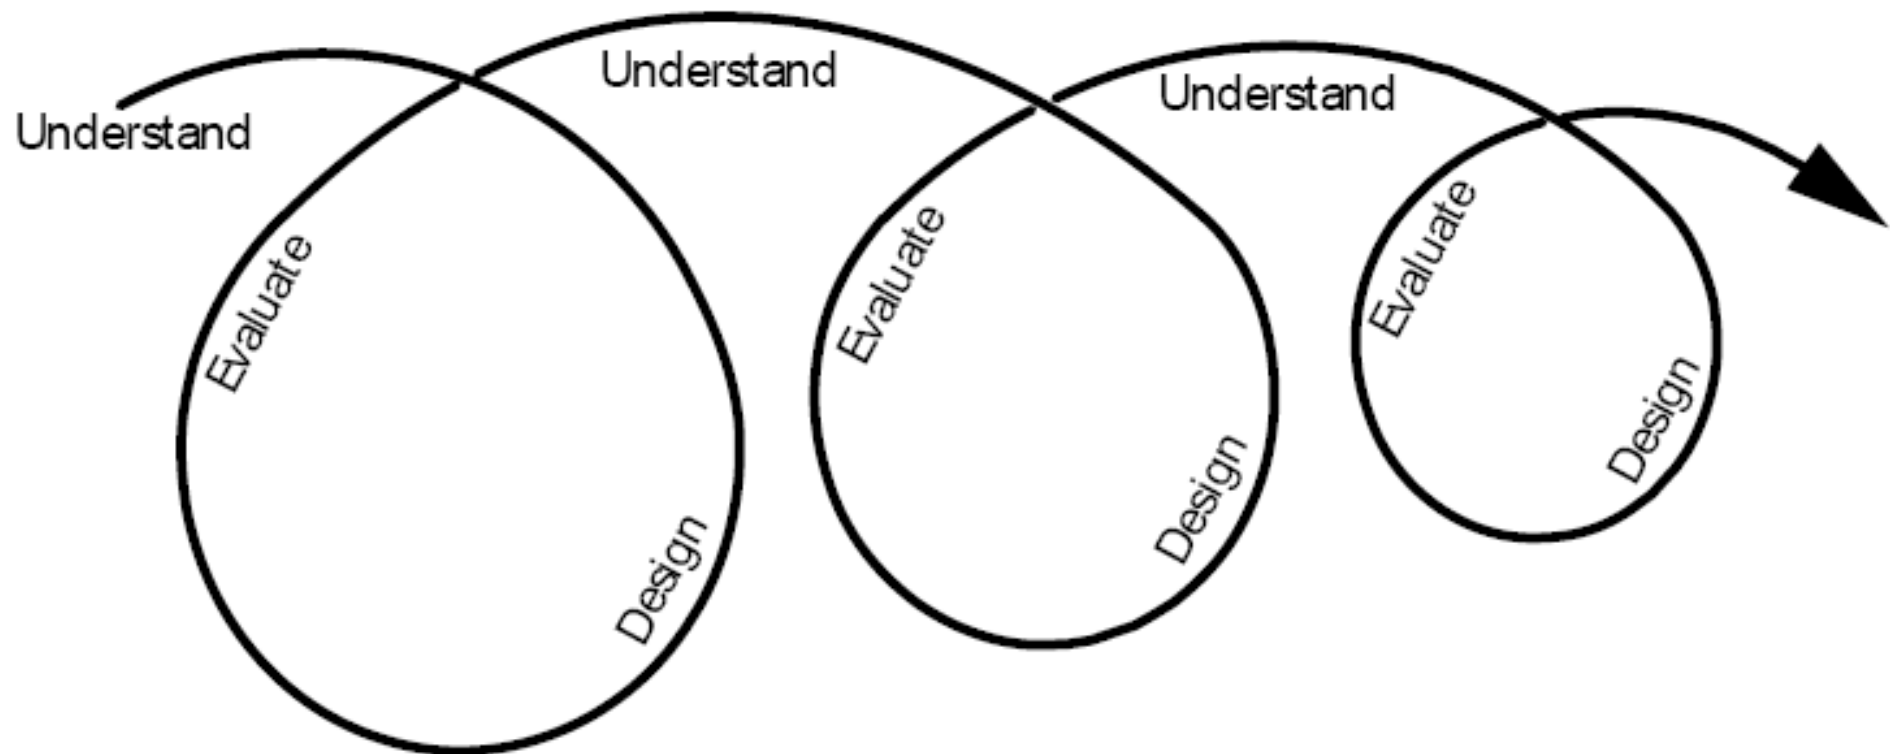 Understand
Design
Evaluate
Understand
Design
Evaluate
Understand
Design
Evaluate